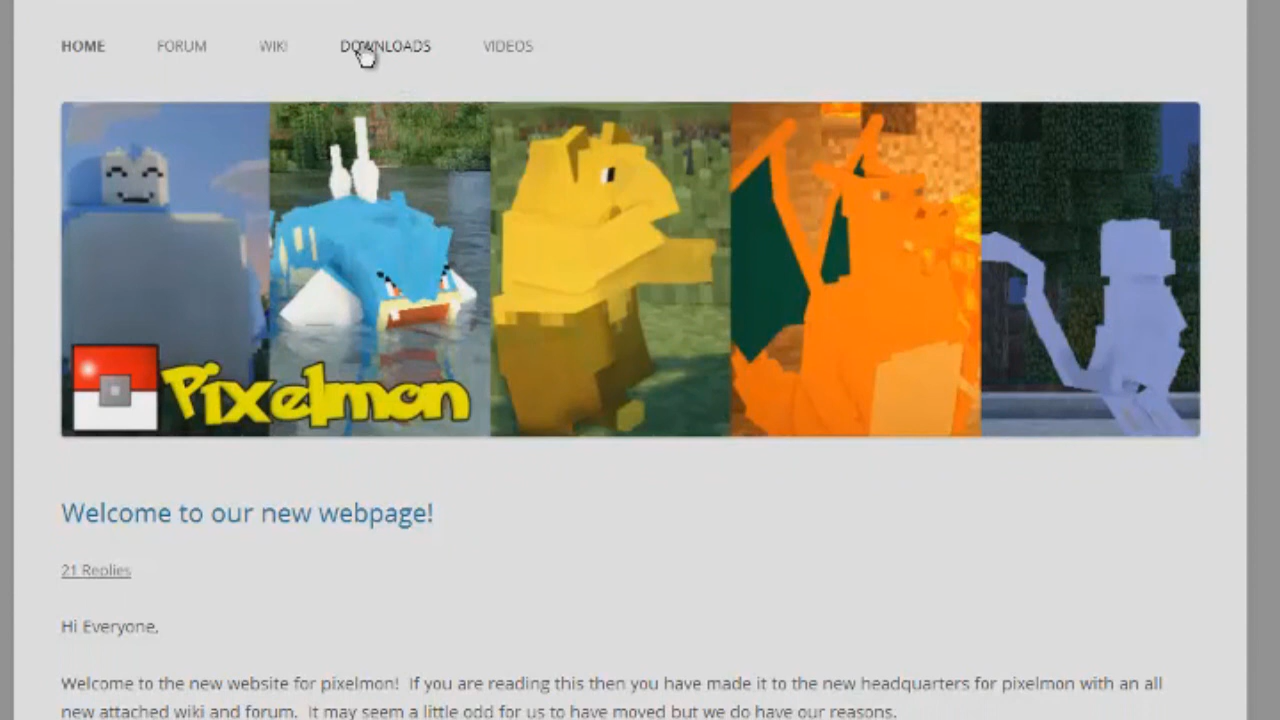 HOME FORUM WIKI DOWNLOADS VIDEOS
Pixelmon
Welcome to our new webpage!
21 Replies
Hi Everyone,
Welcome to the new website for pixelmon! If you are reading this then you have made it to the new headquarters for pixelmon with an all
new attached wiki and forum. It may seem a little odd for us to have moved but we do have our reasons.